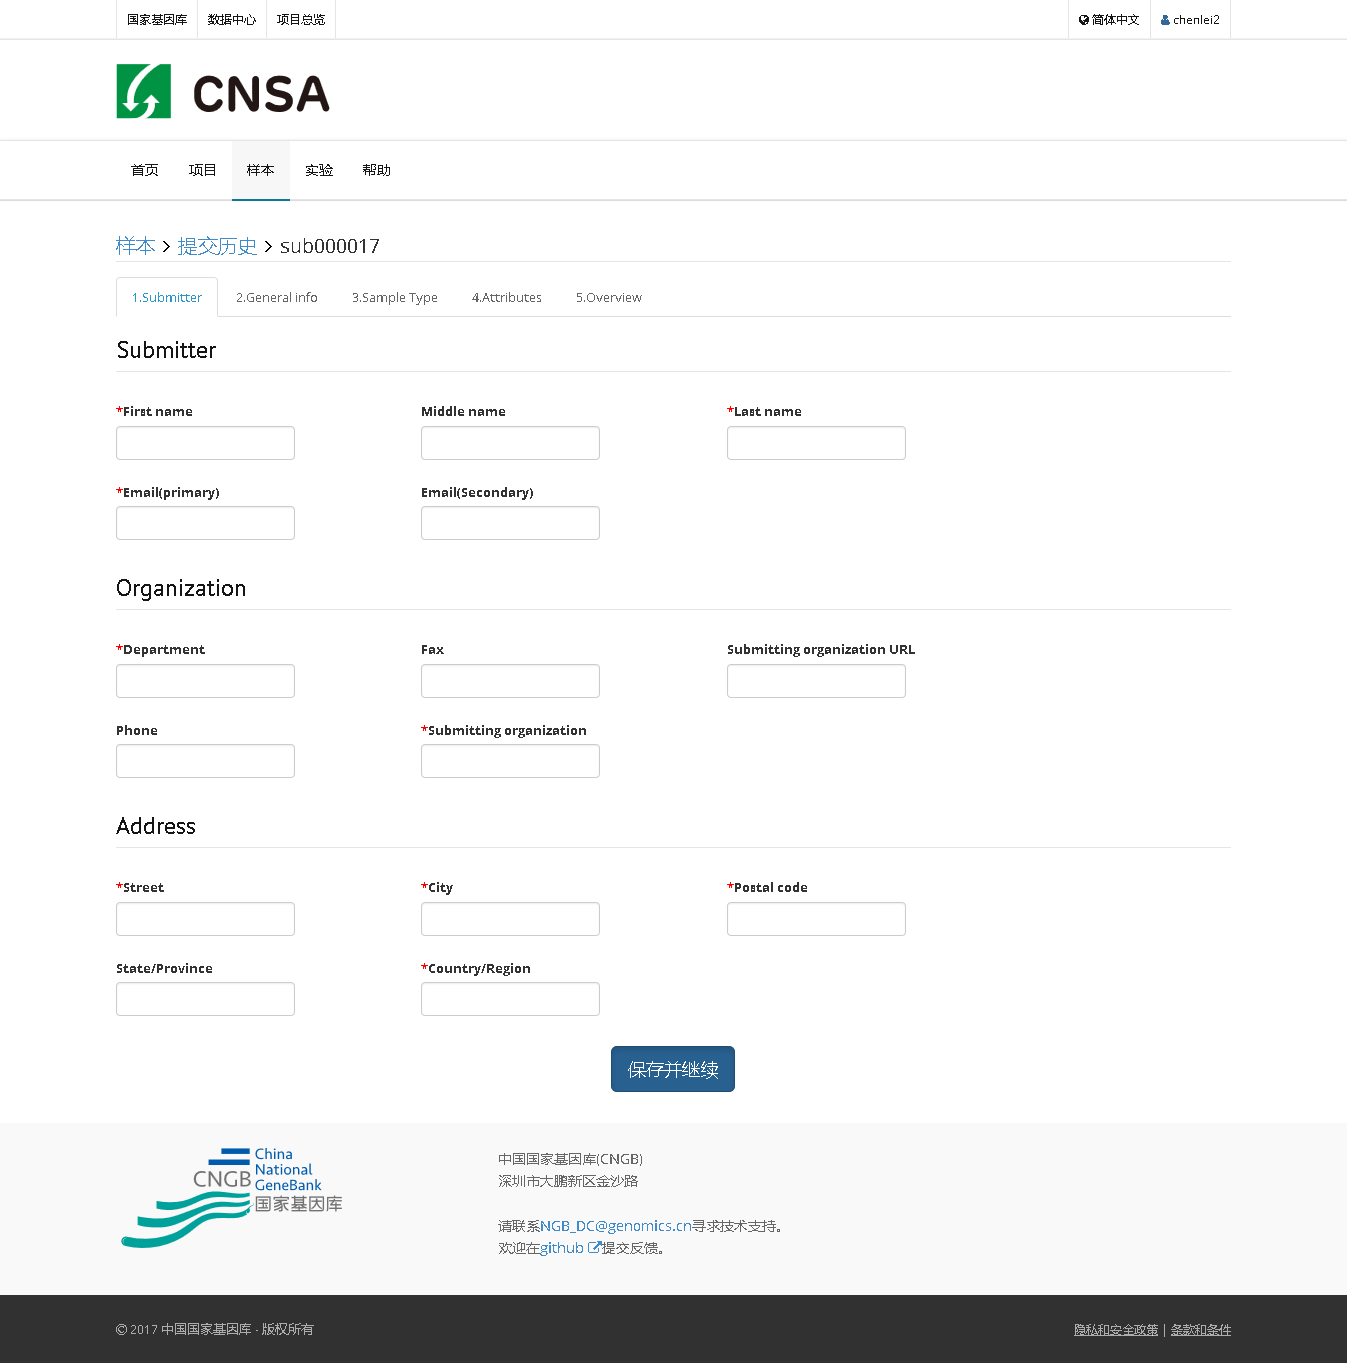 国家基因库 数据中心 项目总览 简体中文 chenlei2
CNSA
首页 项目 样本 实验 帮助
样本 > 提交历史 > sub000017
1.Submitter 2.General info 3.Sample Type 4.Attributes 5.Overview
Submitter
*First name Middle name *Last name
*Email(primary) Email(Secondary)
Organization
*Department Fax Submitting organization URL
Phone *Submitting organization
Address
*Street *City *Postal code
State/Province *Country/Region
保存并继续
CNGB
China
National
GeneBank
国家基因库
中国国家基因库(CNGB)
深圳市大鹏新区金沙路
请联系NGB_DC@genomics.cn寻求技术支持。
欢迎在github提交反馈。
© 2017 中国国家基因库 - 版权所有 隐私和安全政策 | 条款和条件